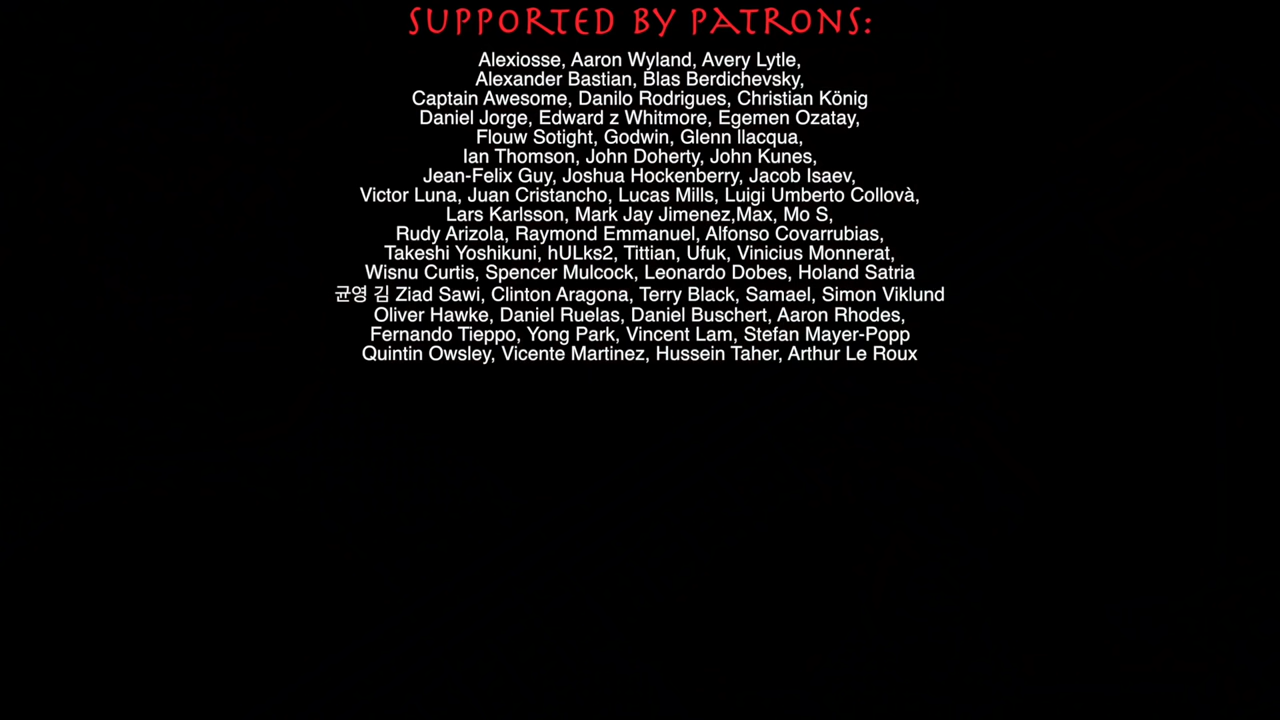 SUPPORTED BY PATRONS:
Alexiosse, Aaron Wyland, Avery Lytle,
Alexander Bastian, Blas Berdichevsky,
Captain Awesome, Danilo Rodrigues, Christian König
Daniel Jorge, Edward z Whitmore, Egemen Ozatay,
Flouw Sotight, Godwin, Glenn llacqua,
Ian Thomson, John Doherty, John Kunes,
Jean-Felix Guy, Joshua Hockenberry, Jacob Isaev,
Victor Luna, Juan Cristancho, Lucas Mills, Luigi Umberto Collovà,
Lars Karlsson, Mark Jay Jimenez,Max, Mo S,
Rudy Arizola, Raymond Emmanuel, Alfonso Covarrubias,
Takeshi Yoshikuni, hULks2, Tittian, Ufuk, Vinicius Monnerat,
Wisnu Curtis, Spencer Mulcock, Leonardo Dobes, Holand Satria
균영 김 Ziad Sawi, Clinton Aragona, Terry Black, Samael, Simon Viklund
Oliver Hawke, Daniel Ruelas, Daniel Buschert, Aaron Rhodes,
Fernando Tieppo, Yong Park, Vincent Lam, Stefan Mayer-Popp
Quintin Owsley, Vicente Martinez, Hussein Taher, Arthur Le Roux